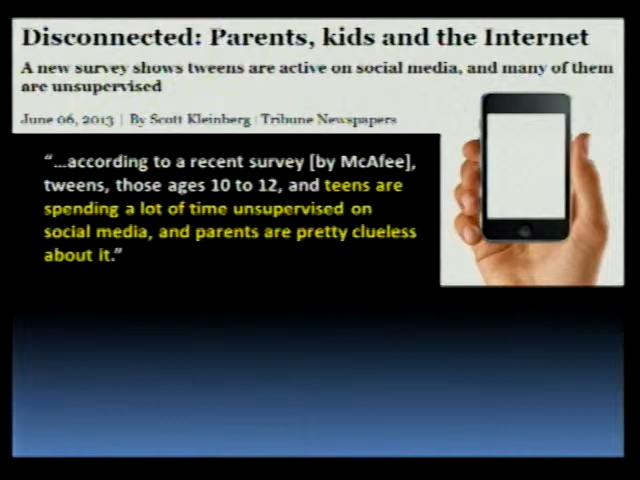 Disconnected: Parents, kids and the Internet
A new survey shows tweens are active on social media, and many of them
are unsupervised
June 06, 2013 | By Scott Kleinberg | Tribune Newspapers
“…according to a recent survey [by McAfee],
tweens, those ages 10 to 12, and teens are
spending a lot of time unsupervised on
social media, and parents are pretty clueless
about it.”